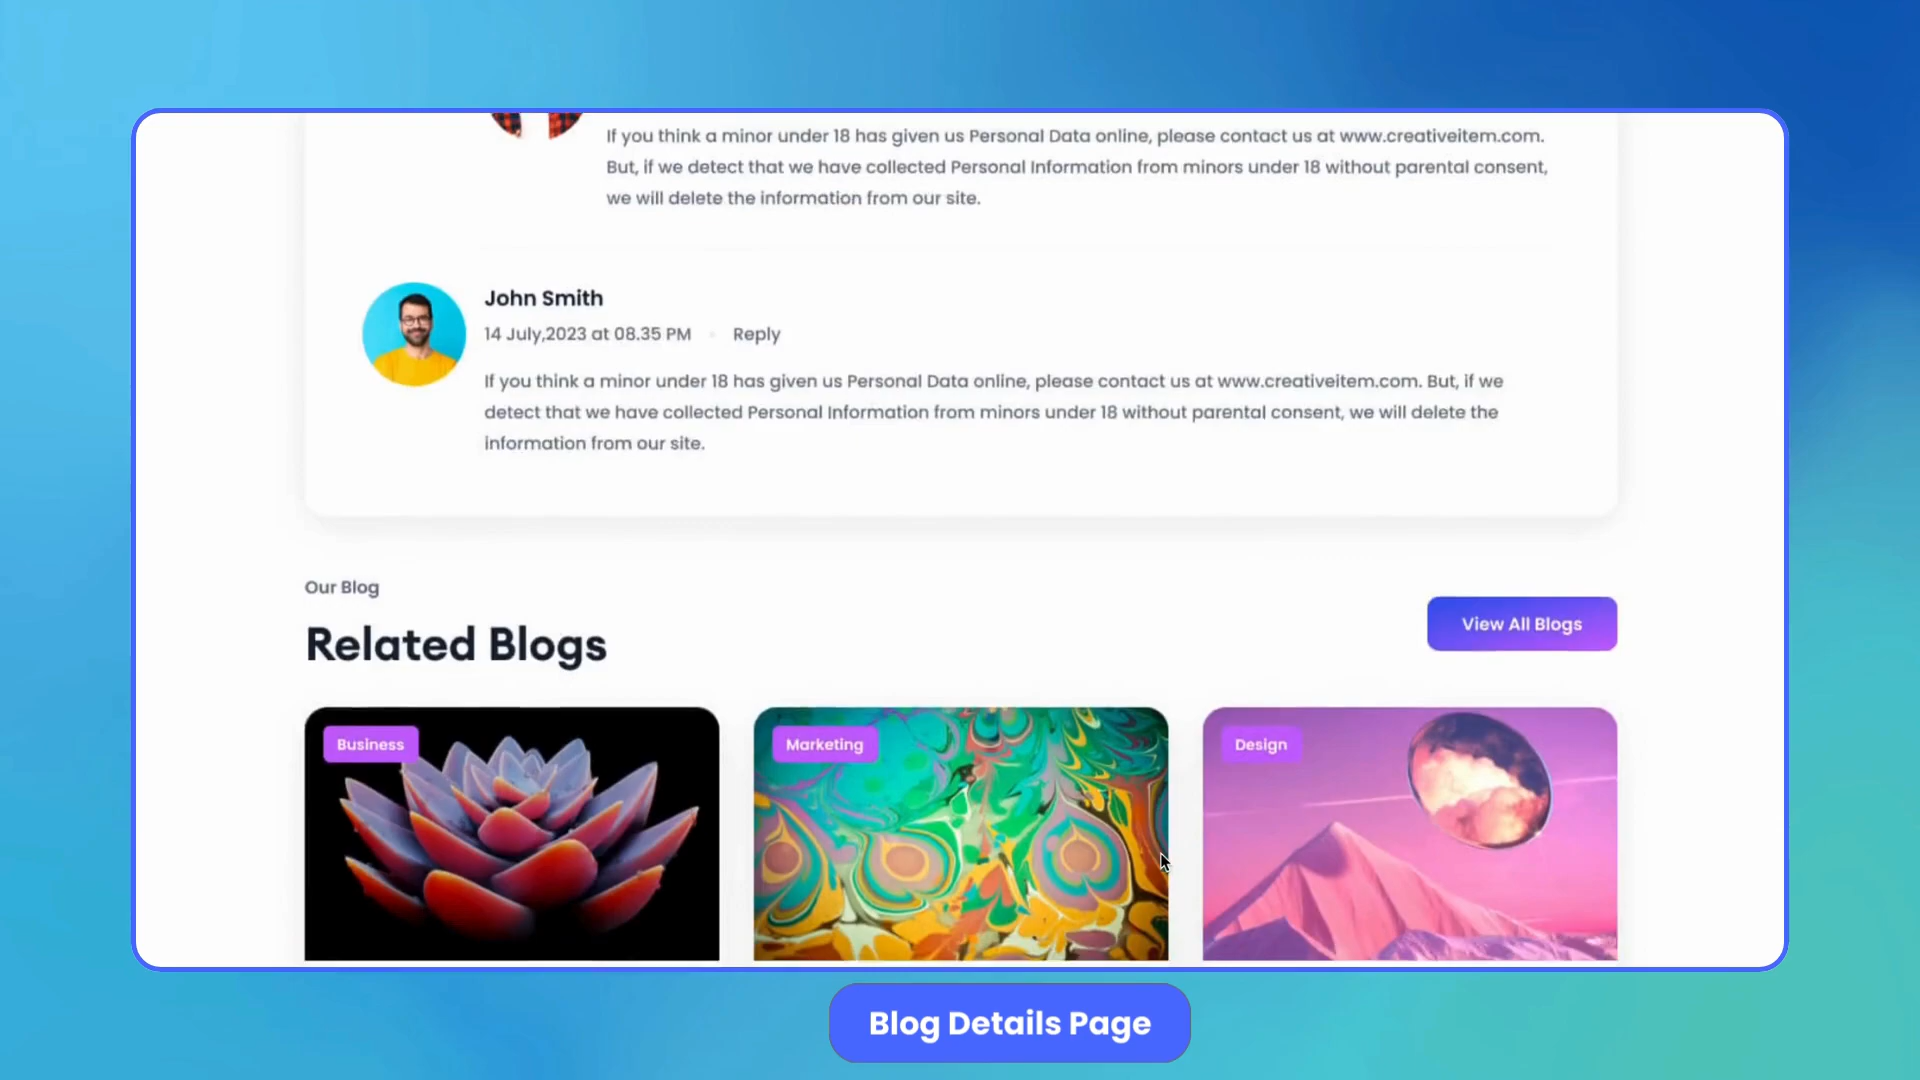 If you think a minor under 18 has given us Personal Data online, please contact us at www.creativeitem.com.
But, if we detect that we have collected Personal Information from minors under 18 without parental consent,
we will delete the information from our site.
John Smith
14 July,2023 at 08.35 PM
Reply
If you think a minor under 18 has given us Personal Data online, please contact us at www.creativeitem.com. But, if we
detect that we have collected Personal Information from minors under 18 without parental consent, we will delete the
information from our site.
Our Blog
Related Blogs
View All Blogs
Business
Marketing
Design
Blog Details Page